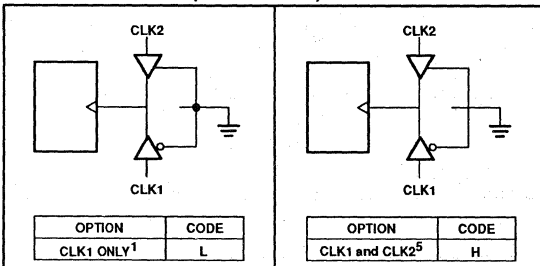 CLK2
CLK1
OPTION CODE
CLK1 ONLY¹ L
CLK2
CLK1
OPTION CODE
CLK1 and CLK2⁵ H